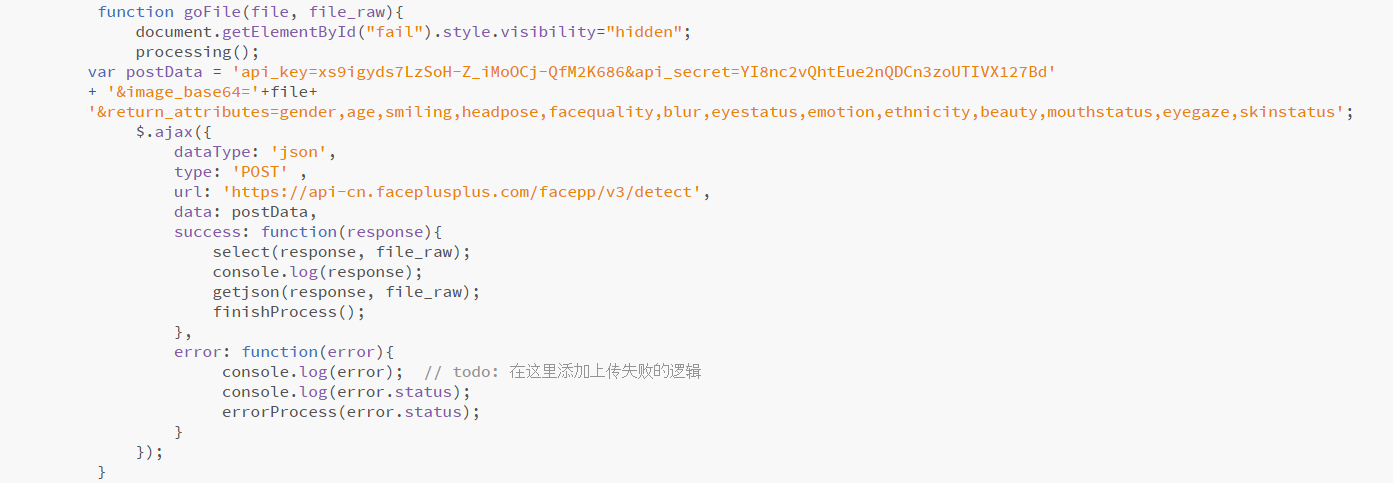 function goFile(file, file_raw){
document.getElementById("fail").style.visibility="hidden";
processing();
var postData = 'api_key=xs9igyds7LzSoH-Z_iMoOCj-QfM2K686&api_secret=YI8nc2vQhtEue2nQDCn3zoUTIVX127Bd'
+ '&image_base64='+file+
'&return_attributes=gender,age,smiling,headpose,facequality,blur,eyestatus,emotion,ethnicity,beauty,mouthstatus,eyegaze,skinstatus';
$.ajax({
dataType: 'json',
type: 'POST' ,
url: 'https://api-cn.faceplusplus.com/facepp/v3/detect',
data: postData,
success: function(response){
select(response, file_raw);
console.log(response);
getjson(response, file_raw);
finishProcess();
},
error: function(error){
console.log(error);  // todo: 在这里添加上传失败的逻辑
console.log(error.status);
errorProcess(error.status);
}
});
}